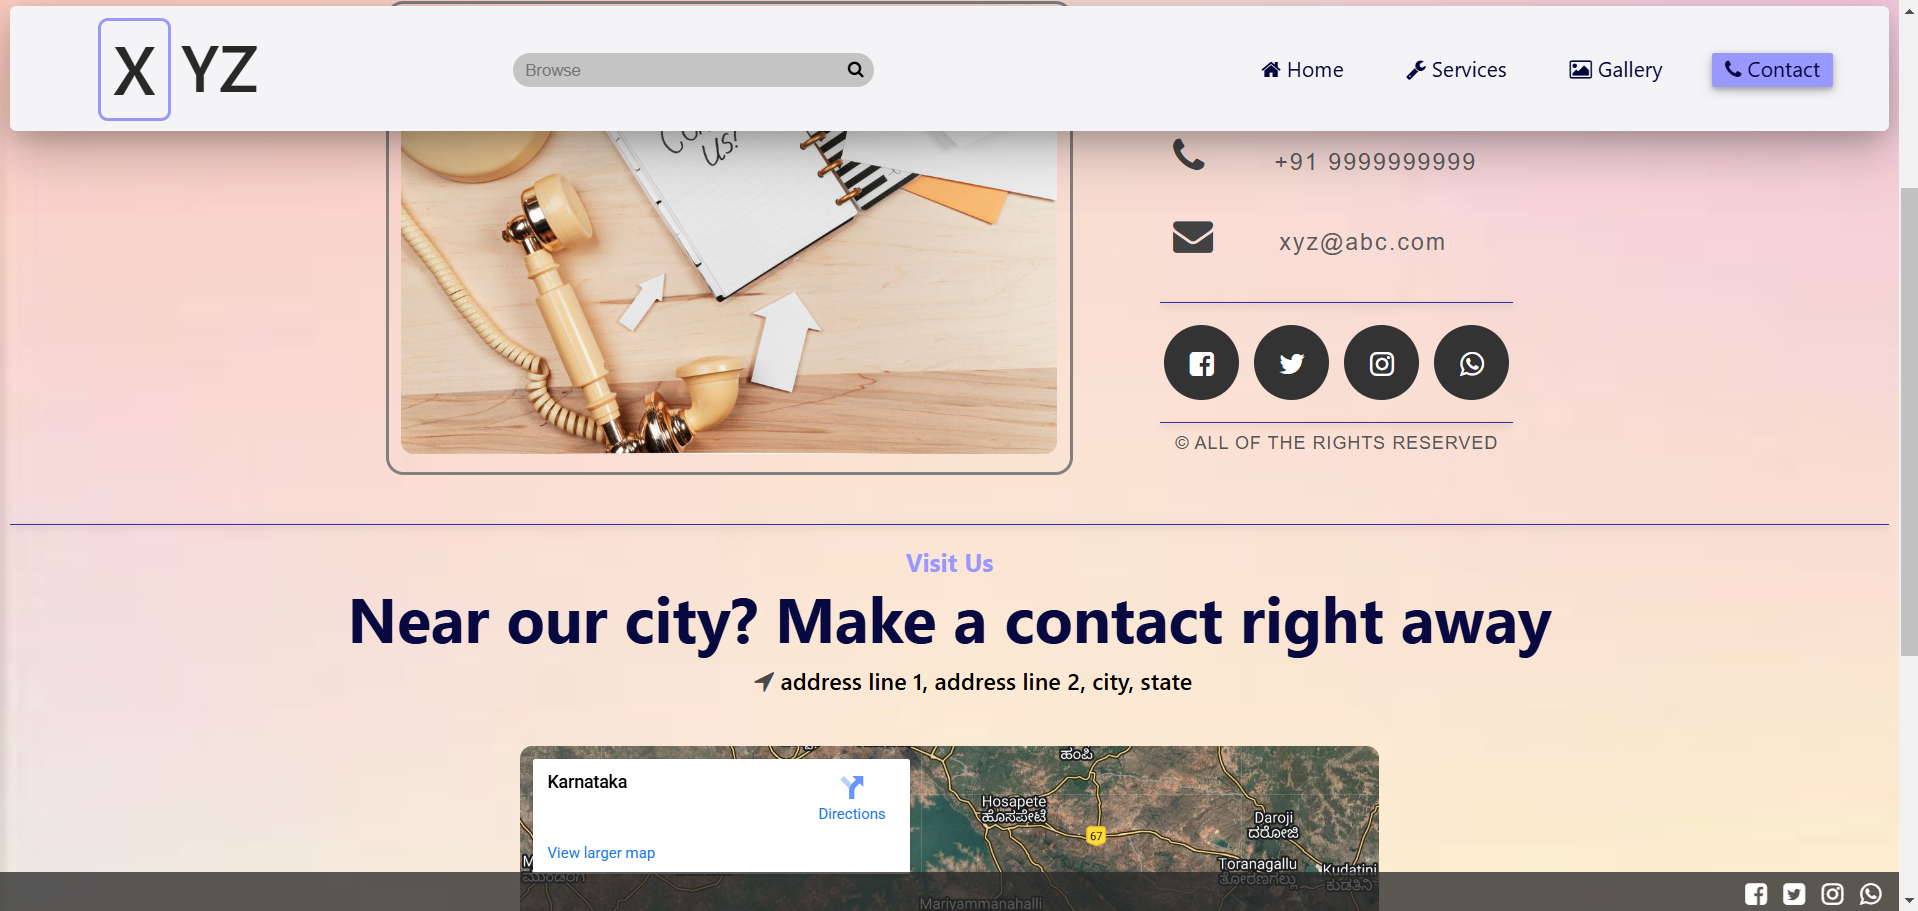 X YZ
Browse
Home
Services
Gallery
Contact
Us!
+91 9999999999
xyz@abc.com
© ALL OF THE RIGHTS RESERVED
Visit Us
Near our city? Make a contact right away
address line 1, address line 2, city, state
Karnataka
Directions
View larger map
ಹಂಪಿ
Hosapete
ಹೊಸಪೇಟೆ
67
Daroji
ದರೋಜಿ
Toranagallu
ತೋರಣಗಲ್ಲು
Kudatini
ಕುಡತಿನಿ
Mariyammanahalli